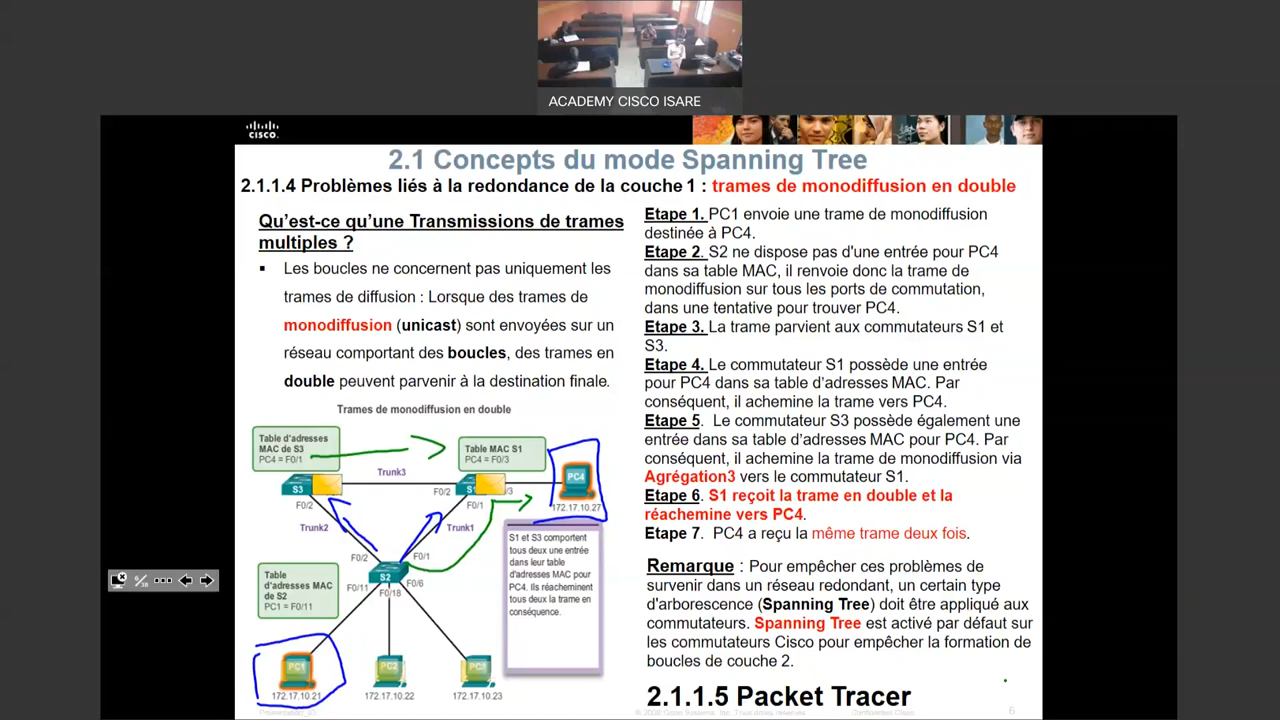 ACADEMY CISCO ISARE
CISCO
2.1 Concepts du mode Spanning Tree
2.1.1.4 Problèmes liés à la redondance de la couche 1 : trames de monodiffusion en double
Qu'est-ce qu'une Transmissions de trames
multiples ?
▪ Les boucles ne concernent pas uniquement les
trames de diffusion : Lorsque des trames de
monodiffusion (unicast) sont envoyées sur un
réseau comportant des boucles, des trames en
double peuvent parvenir à la destination finale.
Trames de monodiffusion en double
Table d'adresses
MAC de S3
PC4 = F0/1
Table MAC S1
PC4 = F0/3
Trunk3
PC4
S3
F0/2
/3
F0/2
F0/1
172.17.10.27
Trunk2
Trunk1
S1 et S3 comportent
tous deux une entrée
dans leur table
d'adresses MAC pour
PC4. Ils réacheminent
tous deux la trame en
conséquence.
F0/2
F0/1
S2
F0/6
F0/11
F0/18
Table
d'adresses MAC
de S2
PC1 = F0/11
PC1
PC2
172.17.10.21
172.17.10.22
172.17.10.23
Etape 1. PC1 envoie une trame de monodiffusion
destinée à PC4.
Etape 2. S2 ne dispose pas d'une entrée pour PC4
dans sa table MAC, il renvoie donc la trame de
monodiffusion sur tous les ports de commutation,
dans une tentative pour trouver PC4.
Etape 3. La trame parvient aux commutateurs S1 et
S3.
Etape 4. Le commutateur S1 possède une entrée
pour PC4 dans sa table d'adresses MAC. Par
conséquent, il achemine la trame vers PC4.
Etape 5. Le commutateur S3 possède également une
entrée dans sa table d'adresses MAC pour PC4. Par
conséquent, il achemine la trame de monodiffusion via
Agrégation3 vers le commutateur S1.
Etape 6. S1 reçoit la trame en double et la
réachemine vers PC4.
Etape 7. PC4 a reçu la même trame deux fois.
Remarque : Pour empêcher ces problèmes de
survenir dans un réseau redondant, un certain type
d'arborescence (Spanning Tree) doit être appliqué aux
commutateurs. Spanning Tree est activé par défaut sur
les commutateurs Cisco pour empêcher la formation de
boucles de couche 2.
2.1.1.5 Packet Tracer
6